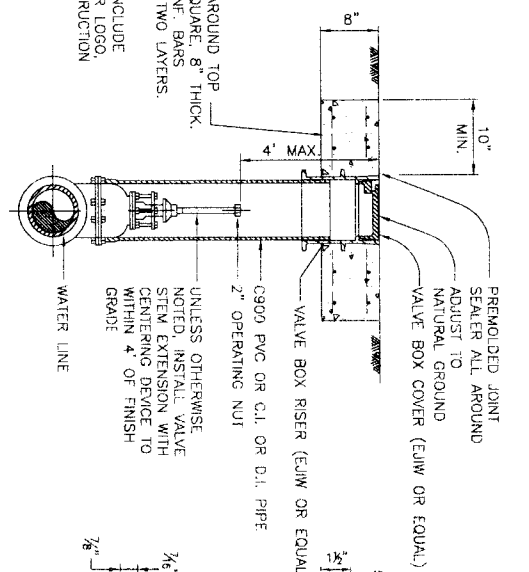 8"
10"
MIN.
4' MAX.
AROUND TOP
QUARE, 8" THICK.
NF. BARS
TWO LAYERS.
NCLUDE
R LOGO,
RUCTION
PREMOLDED JOINT
SEALER ALL AROUND
ADJUST TO
NATURAL GROUND
VALVE BOX COVER (EJIW OR EQUAL)
VALVE BOX RISER (EJIW OR EQUAL
C900 PVC OR C.I. OR D.I. PIPE
2" OPERATING NUT
UNLESS OTHERWISE
NOTED, INSTALL VALVE
STEM EXTENSION WITH
CENTERING DEVICE TO
WITHIN 4' OF FINISH
GRADE
WATER LINE
1½"
7/16"
7/8"